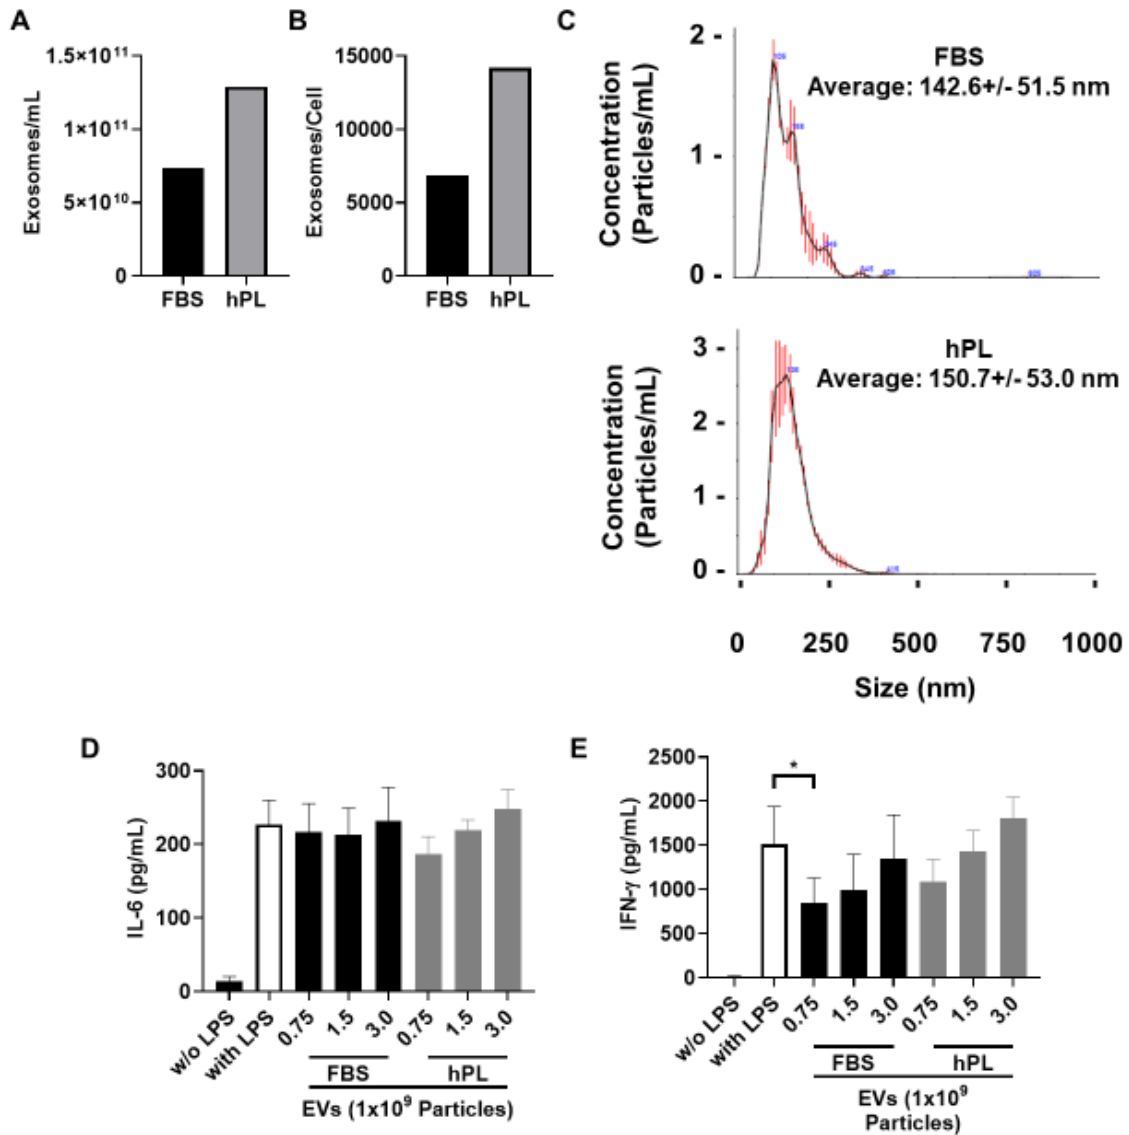 A
Exosomes/mL
1.5×10¹¹
1×10¹¹
5×10¹⁰
0
FBS hPL
B
Exosomes/Cell
15000
10000
5000
0
FBS hPL
C
Concentration
(Particles/mL)
2 -
1 -
0 -
FBS
Average: 142.6+/- 51.5 nm
Concentration
(Particles/mL)
3 -
2 -
1 -
0 -
hPL
Average: 150.7+/- 53.0 nm
0 250 500 750 1000
Size (nm)
D
IL-6 (pg/mL)
300
200
100
0
w/o LPS with LPS 0.75 1.5 3.0 0.75 1.5 3.0
FBS hPL
EVs (1x10⁹ Particles)
E
IFN-γ (pg/mL)
2500
2000
1500
1000
500
0
*
w/o LPS with LPS 0.75 1.5 3.0 0.75 1.5 3.0
FBS hPL
EVs (1x10⁹
Particles)